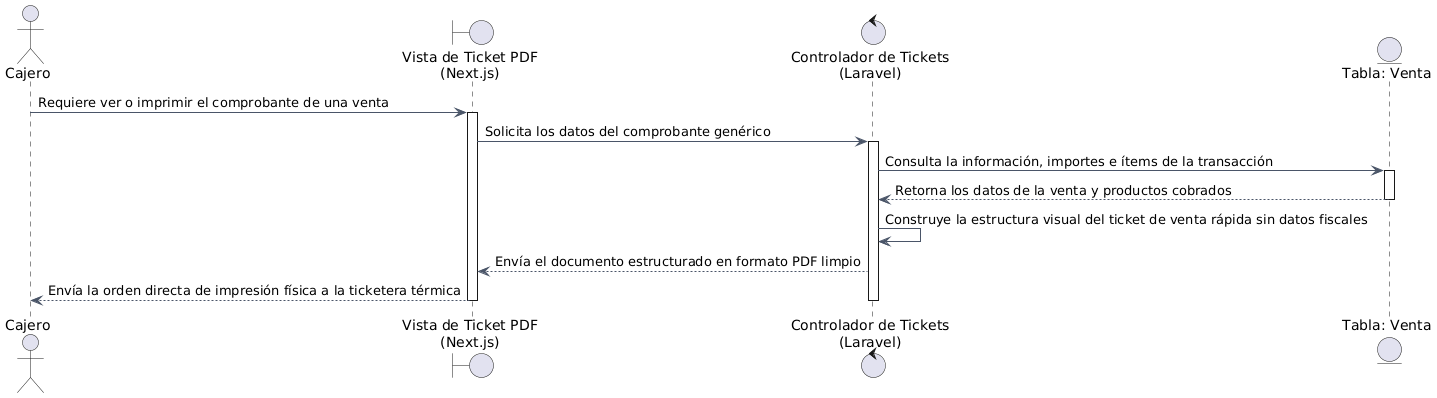 Cajero
Vista de Ticket PDF
(Next.js)
Controlador de Tickets
(Laravel)
Tabla: Venta
Requiere ver o imprimir el comprobante de una venta
Solicita los datos del comprobante genérico
Consulta la información, importes e ítems de la transacción
Retorna los datos de la venta y productos cobrados
Construye la estructura visual del ticket de venta rápida sin datos fiscales
Envía el documento estructurado en formato PDF limpio
Envía la orden directa de impresión física a la ticketera térmica
Cajero
Vista de Ticket PDF
(Next.js)
Controlador de Tickets
(Laravel)
Tabla: Venta